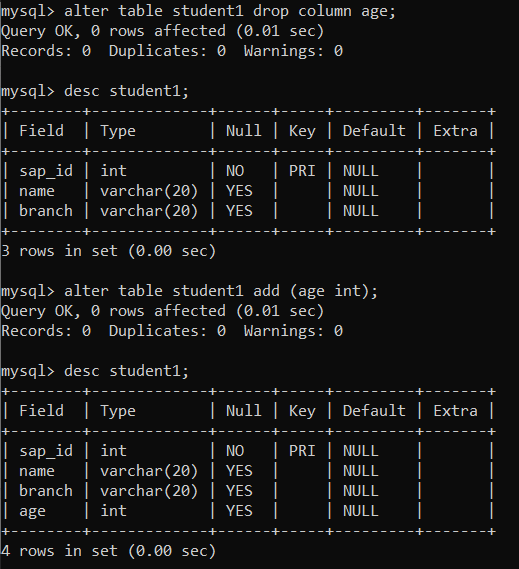 mysql> alter table student1 drop column age;
Query OK, 0 rows affected (0.01 sec)
Records: 0  Duplicates: 0  Warnings: 0

mysql> desc student1;
+--------+-------------+------+-----+---------+-------+
| Field  | Type        | Null | Key | Default | Extra |
+--------+-------------+------+-----+---------+-------+
| sap_id | int         | NO   | PRI | NULL    |       |
| name   | varchar(20) | YES  |     | NULL    |       |
| branch | varchar(20) | YES  |     | NULL    |       |
+--------+-------------+------+-----+---------+-------+
3 rows in set (0.00 sec)

mysql> alter table student1 add (age int);
Query OK, 0 rows affected (0.01 sec)
Records: 0  Duplicates: 0  Warnings: 0

mysql> desc student1;
+--------+-------------+------+-----+---------+-------+
| Field  | Type        | Null | Key | Default | Extra |
+--------+-------------+------+-----+---------+-------+
| sap_id | int         | NO   | PRI | NULL    |       |
| name   | varchar(20) | YES  |     | NULL    |       |
| branch | varchar(20) | YES  |     | NULL    |       |
| age    | int         | YES  |     | NULL    |       |
+--------+-------------+------+-----+---------+-------+
4 rows in set (0.00 sec)